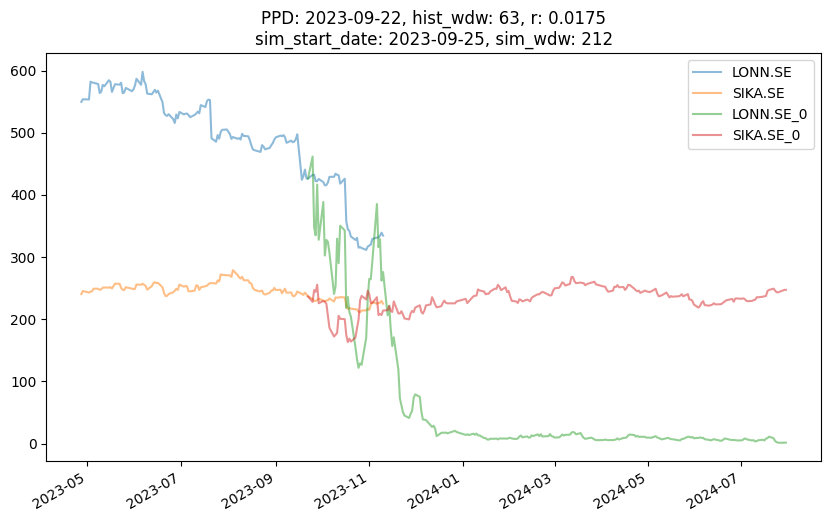 PPD: 2023-09-22, hist_wdw: 63, r: 0.0175
sim_start_date: 2023-09-25, sim_wdw: 212
LONN.SE
SIKA.SE
LONN.SE_0
SIKA.SE_0
600
500
400
300
200
100
0
2023-05
2023-07
2023-09
2023-11
2024-01
2024-03
2024-05
2024-07